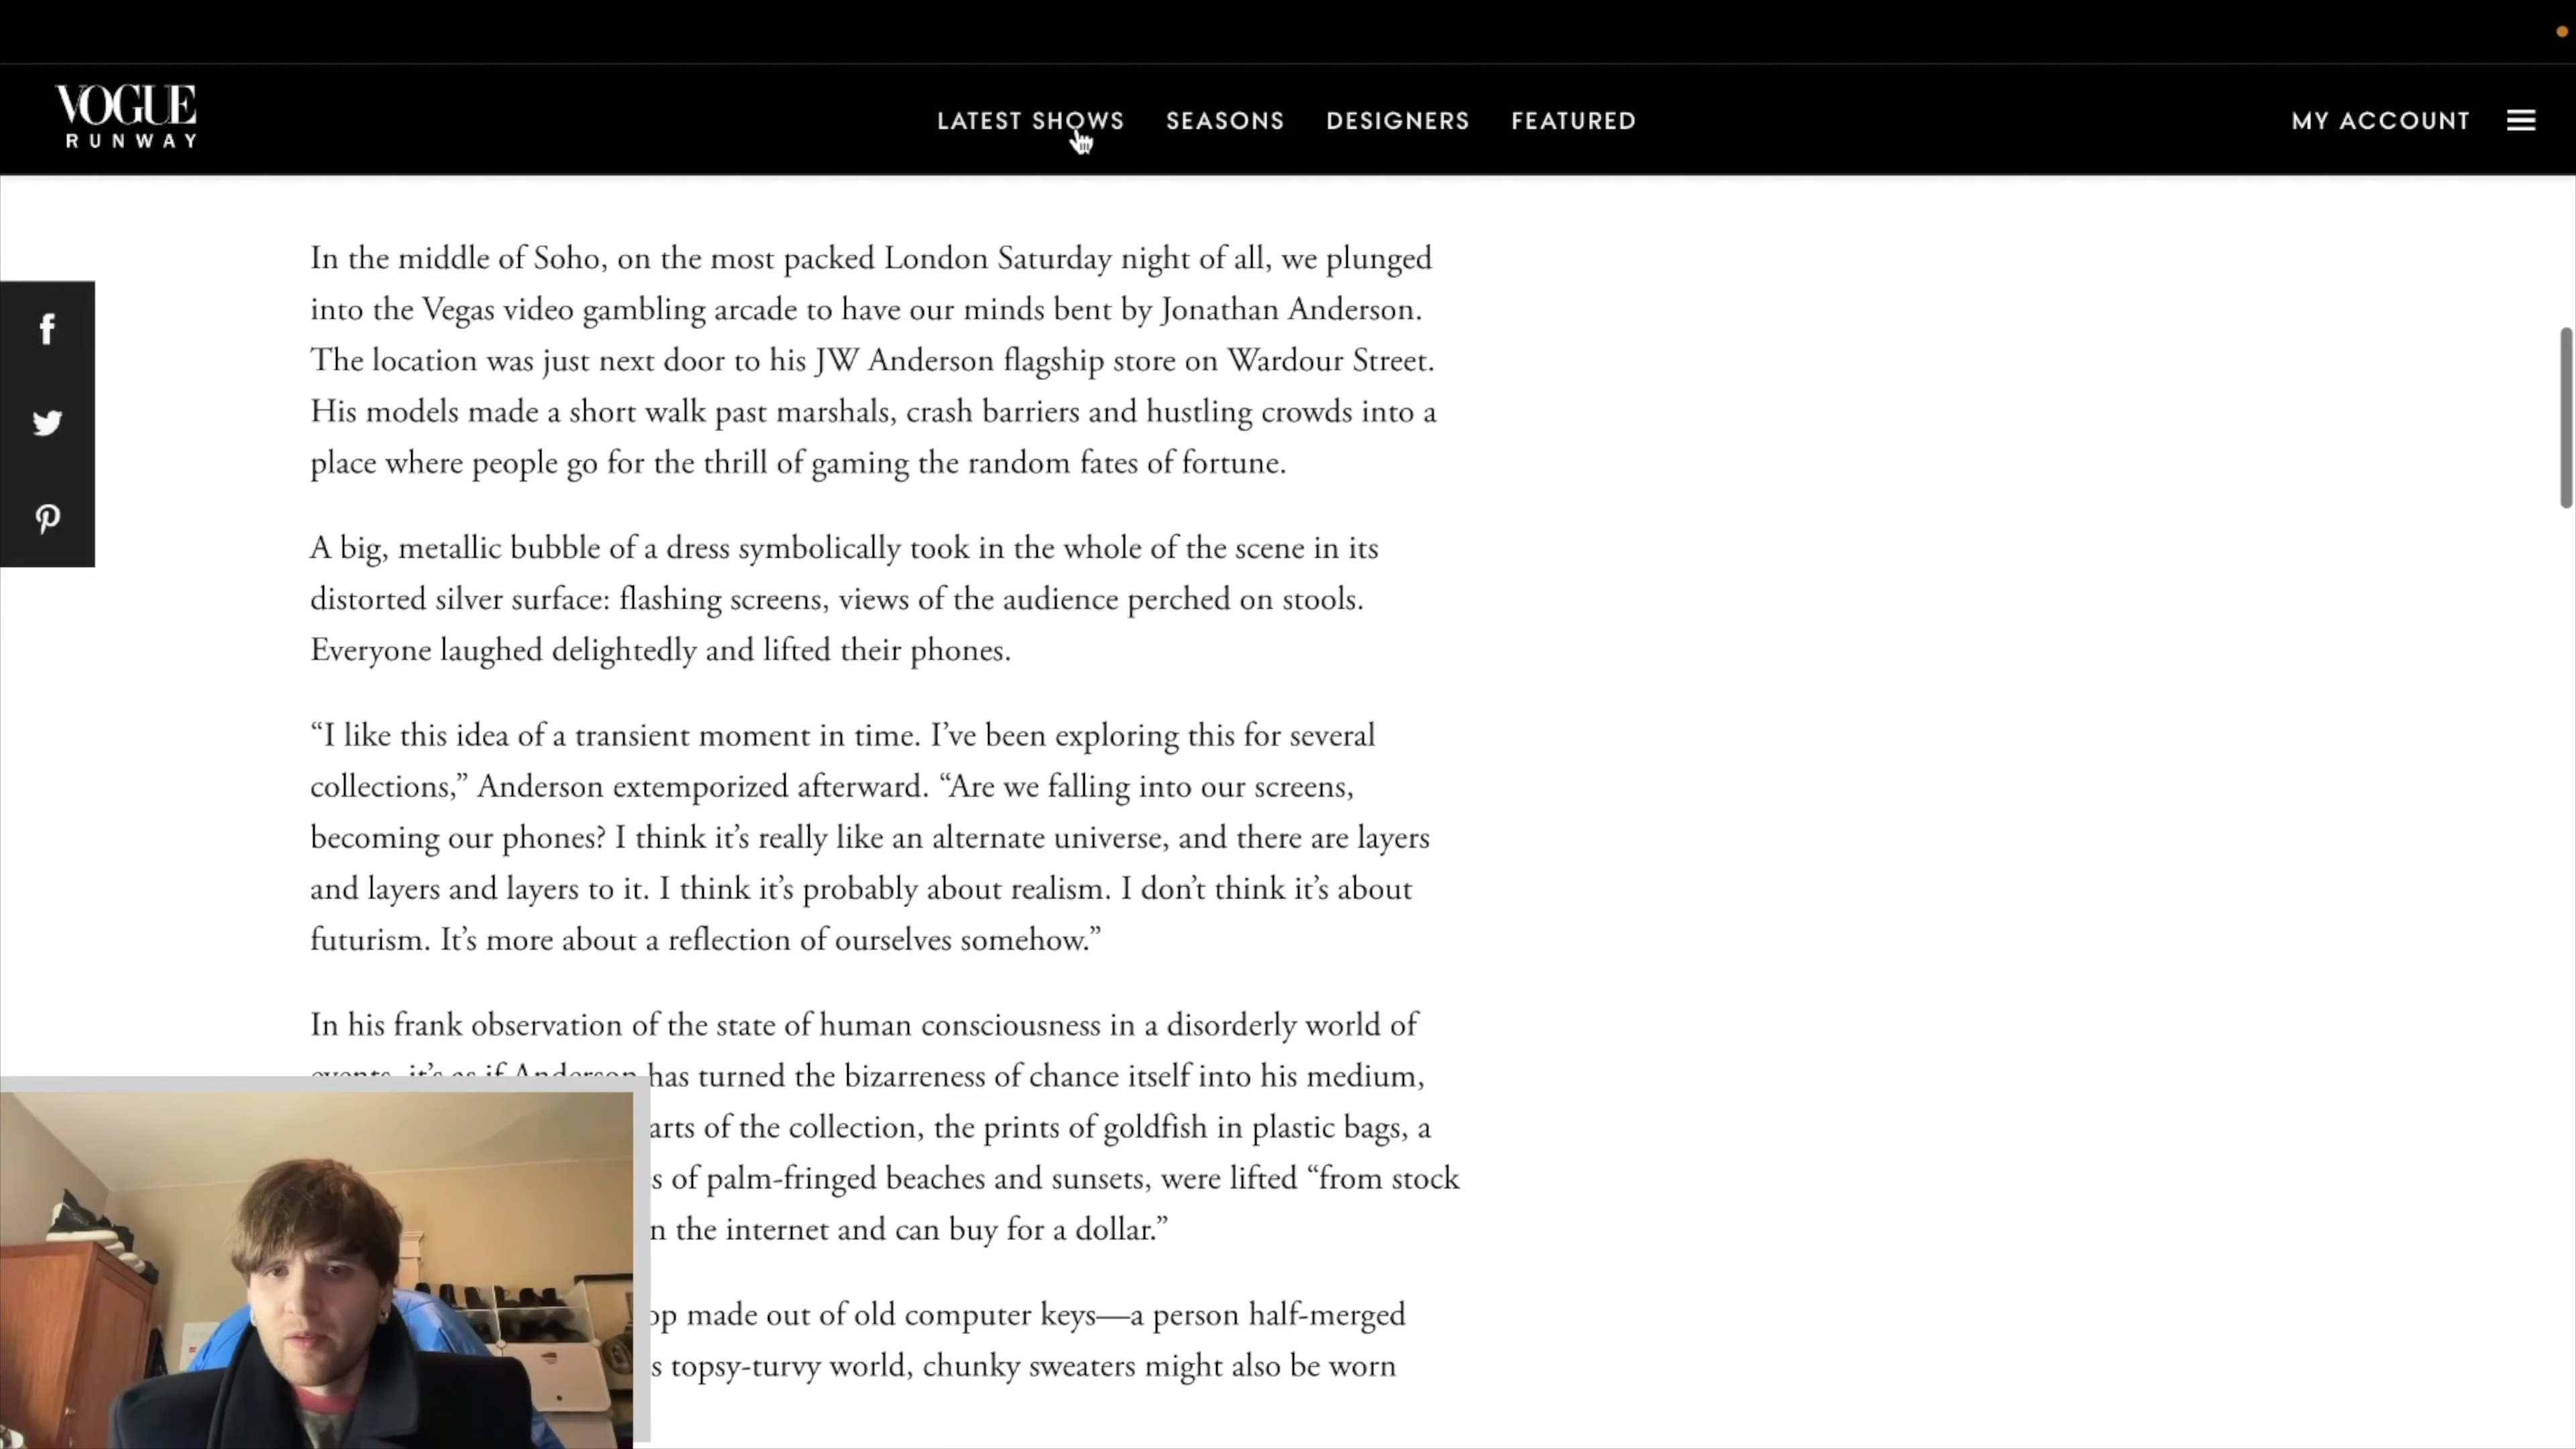 VOGUE
RUNWAY
LATEST SHOWS SEASONS DESIGNERS FEATURED
MY ACCOUNT
In the middle of Soho, on the most packed London Saturday night of all, we plunged
into the Vegas video gambling arcade to have our minds bent by Jonathan Anderson.
The location was just next door to his JW Anderson flagship store on Wardour Street.
His models made a short walk past marshals, crash barriers and hustling crowds into a
place where people go for the thrill of gaming the random fates of fortune.
A big, metallic bubble of a dress symbolically took in the whole of the scene in its
distorted silver surface: flashing screens, views of the audience perched on stools.
Everyone laughed delightedly and lifted their phones.
“I like this idea of a transient moment in time. I’ve been exploring this for several
collections,” Anderson extemporized afterward. “Are we falling into our screens,
becoming our phones? I think it’s really like an alternate universe, and there are layers
and layers and layers to it. I think it’s probably about realism. I don’t think it’s about
futurism. It’s more about a reflection of ourselves somehow.”
In his frank observation of the state of human consciousness in a disorderly world of
events, it’s as if Anderson has turned the bizarreness of chance itself into his medium,
arts of the collection, the prints of goldfish in plastic bags, a
s of palm-fringed beaches and sunsets, were lifted “from stock
n the internet and can buy for a dollar.”
op made out of old computer keys—a person half-merged
s topsy-turvy world, chunky sweaters might also be worn